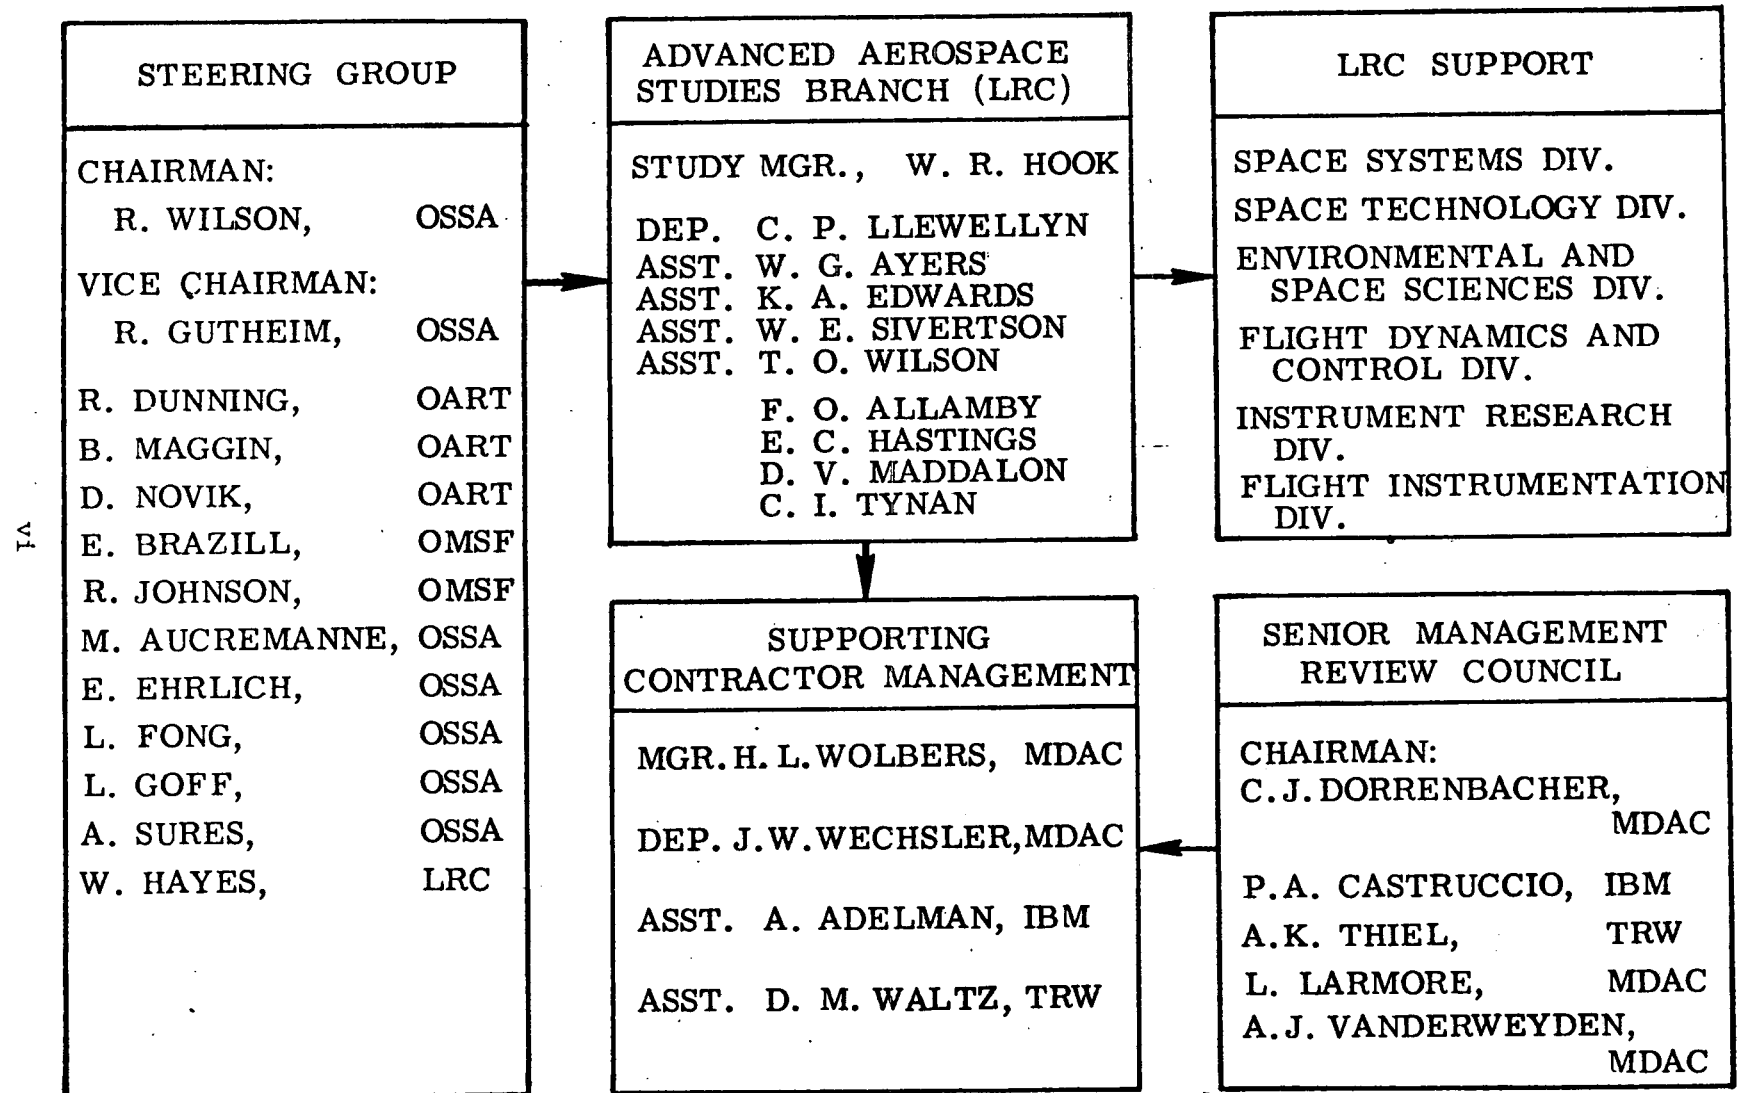 STEERING GROUP
CHAIRMAN:
R. WILSON, OSSA
VICE CHAIRMAN:
R. GUTHEIM, OSSA
R. DUNNING, OART
B. MAGGIN, OART
D. NOVIK, OART
E. BRAZILL, OMSF
R. JOHNSON, OMSF
M. AUCREMANNE, OSSA
E. EHRLICH, OSSA
L. FONG, OSSA
L. GOFF, OSSA
A. SURES, OSSA
W. HAYES, LRC
ADVANCED AEROSPACE
STUDIES BRANCH (LRC)
STUDY MGR., W. R. HOOK
DEP. C. P. LLEWELLYN
ASST. W. G. AYERS
ASST. K. A. EDWARDS
ASST. W. E. SIVERTSON
ASST. T. O. WILSON
F. O. ALLAMBY
E. C. HASTINGS
D. V. MADDALON
C. I. TYNAN
LRC SUPPORT
SPACE SYSTEMS DIV.
SPACE TECHNOLOGY DIV.
ENVIRONMENTAL AND
SPACE SCIENCES DIV.
FLIGHT DYNAMICS AND
CONTROL DIV.
INSTRUMENT RESEARCH
DIV.
FLIGHT INSTRUMENTATION
DIV.
SUPPORTING
CONTRACTOR MANAGEMENT
MGR. H. L. WOLBERS, MDAC
DEP. J. W. WECHSLER, MDAC
ASST. A. ADELMAN, IBM
ASST. D. M. WALTZ, TRW
SENIOR MANAGEMENT
REVIEW COUNCIL
CHAIRMAN:
C. J. DORRENBACHER,
MDAC
P. A. CASTRUCCIO, IBM
A. K. THIEL, TRW
L. LARMORE, MDAC
A. J. VANDERWEYDEN,
MDAC
vi